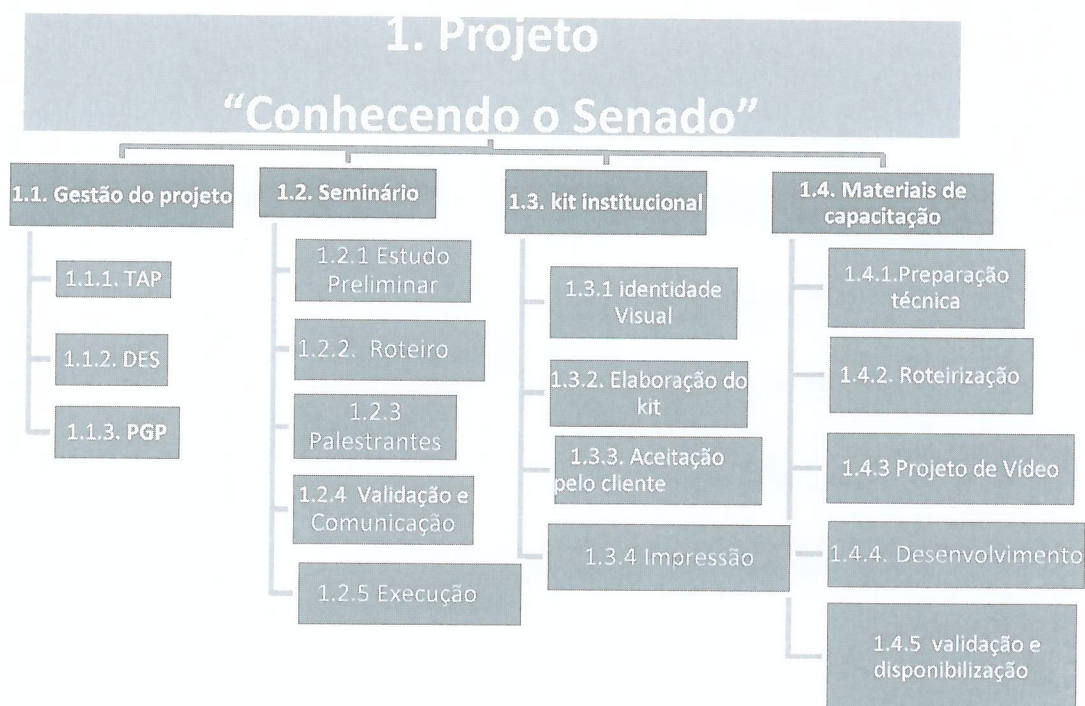 1. Projeto
“Conhecendo o Senado”
1.1. Gestão do projeto
1.1.1. TAP
1.1.2. DES
1.1.3. PGP
1.2. Seminário
1.2.1 Estudo
Preliminar
1.2.2. Roteiro
1.2.3
Palestrantes
1.2.4 Validação e
Comunicação
1.2.5 Execução
1.3. kit institucional
1.3.1 identidade
Visual
1.3.2. Elaboração do
kit
1.3.3. Aceitação
pelo cliente
1.3.4 Impressão
1.4. Materiais de
capacitação
1.4.1.Preparação
técnica
1.4.2. Roteirização
1.4.3 Projeto de Vídeo
1.4.4. Desenvolvimento
1.4.5 validação e
disponibilização